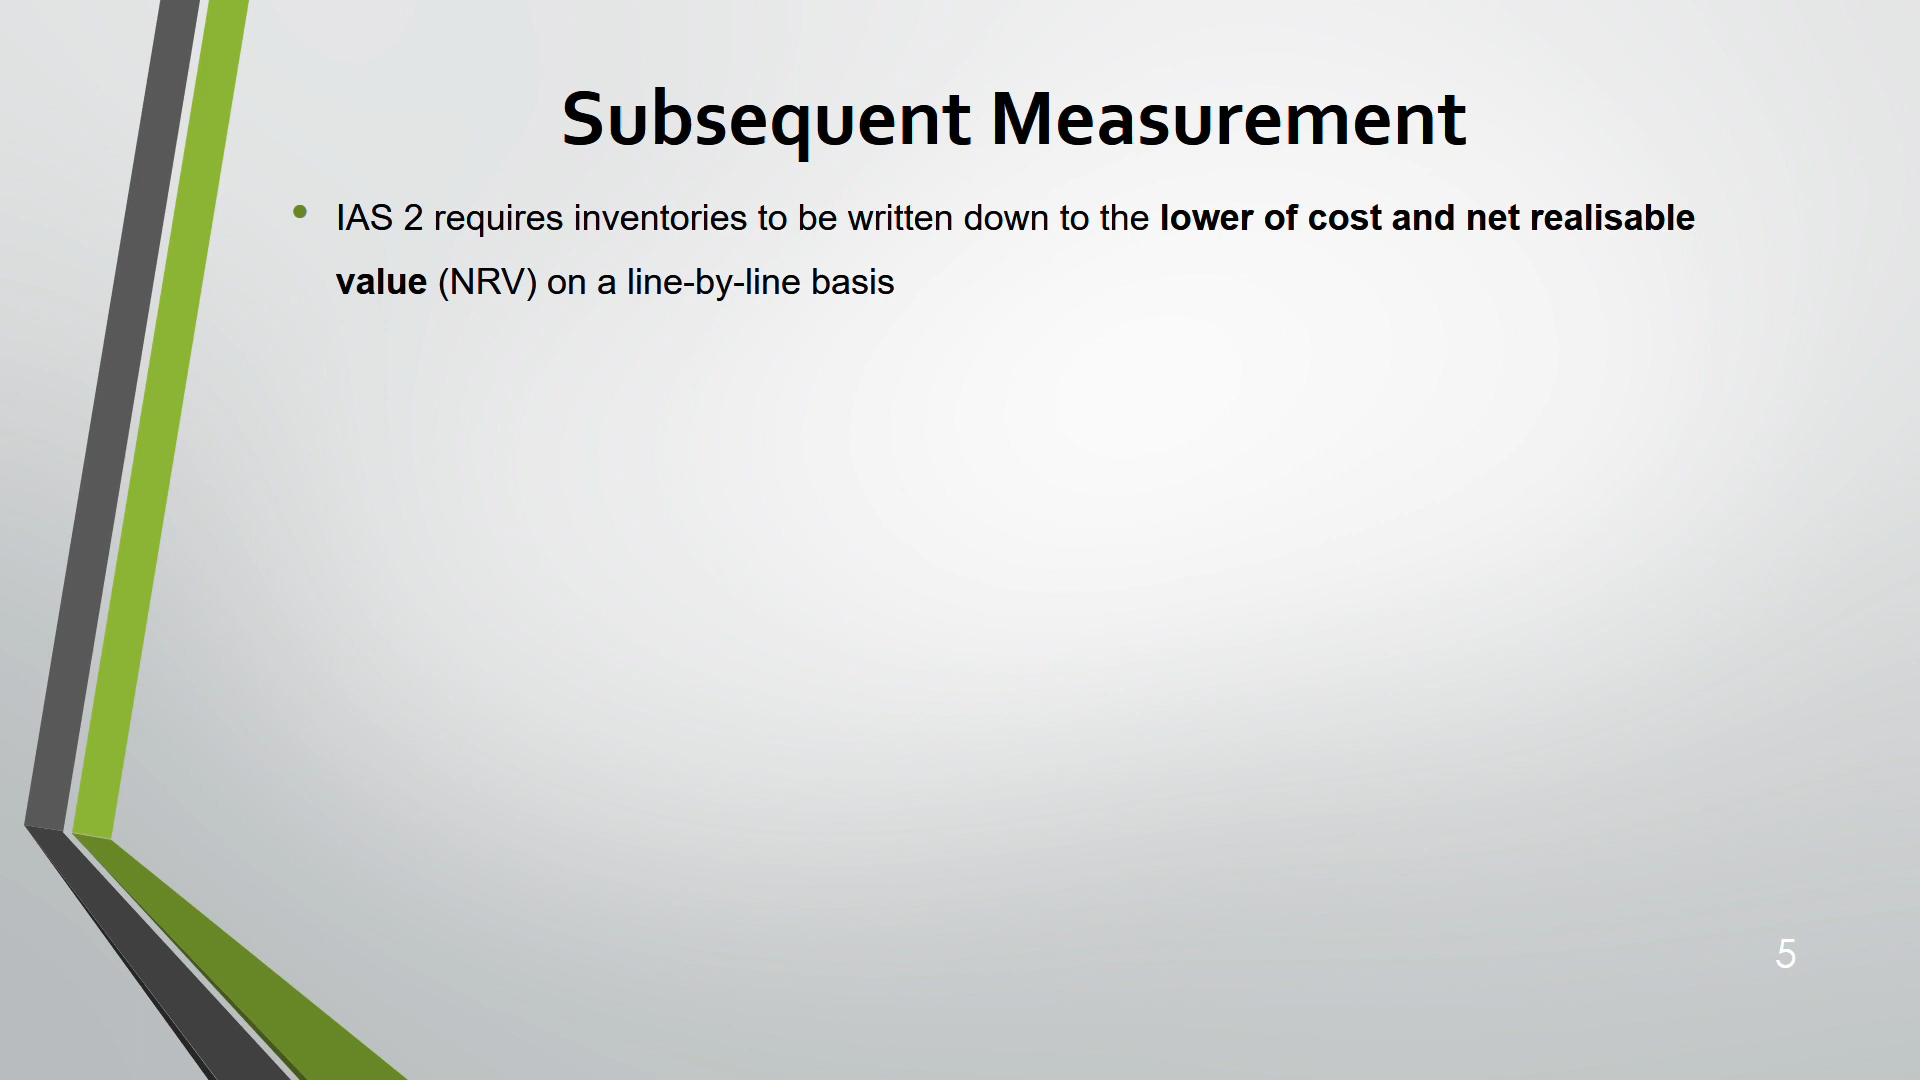 Subsequent Measurement
• IAS 2 requires inventories to be written down to the lower of cost and net realisable
value (NRV) on a line-by-line basis
5